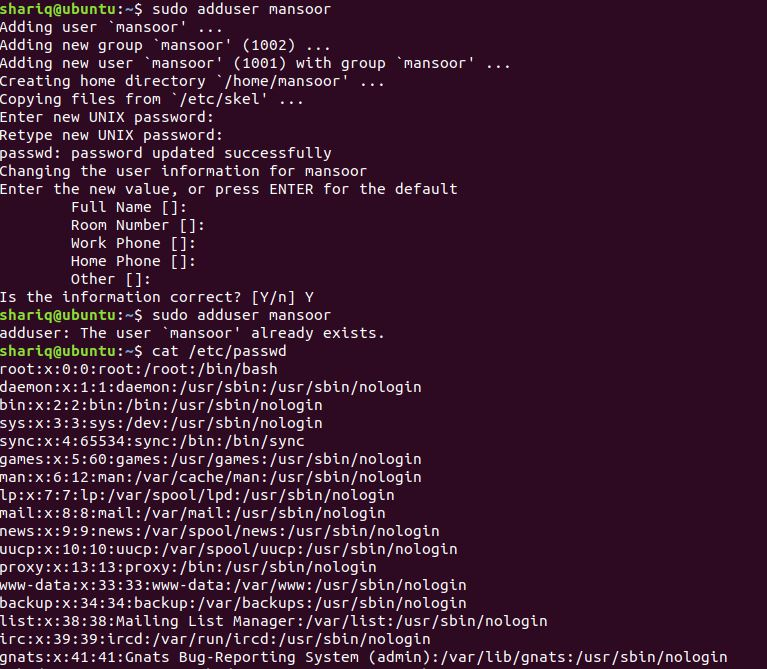 shariq@ubuntu:~$ sudo adduser mansoor
Adding user `mansoor' ...
Adding new group `mansoor' (1002) ...
Adding new user `mansoor' (1001) with group `mansoor' ...
Creating home directory `/home/mansoor' ...
Copying files from `/etc/skel' ...
Enter new UNIX password:
Retype new UNIX password:
passwd: password updated successfully
Changing the user information for mansoor
Enter the new value, or press ENTER for the default
        Full Name []:
        Room Number []:
        Work Phone []:
        Home Phone []:
        Other []:
Is the information correct? [Y/n] Y
shariq@ubuntu:~$ sudo adduser mansoor
adduser: The user `mansoor' already exists.
shariq@ubuntu:~$ cat /etc/passwd
root:x:0:0:root:/root:/bin/bash
daemon:x:1:1:daemon:/usr/sbin:/usr/sbin/nologin
bin:x:2:2:bin:/bin:/usr/sbin/nologin
sys:x:3:3:sys:/dev:/usr/sbin/nologin
sync:x:4:65534:sync:/bin:/bin/sync
games:x:5:60:games:/usr/games:/usr/sbin/nologin
man:x:6:12:man:/var/cache/man:/usr/sbin/nologin
lp:x:7:7:lp:/var/spool/lpd:/usr/sbin/nologin
mail:x:8:8:mail:/var/mail:/usr/sbin/nologin
news:x:9:9:news:/var/spool/news:/usr/sbin/nologin
uucp:x:10:10:uucp:/var/spool/uucp:/usr/sbin/nologin
proxy:x:13:13:proxy:/bin:/usr/sbin/nologin
www-data:x:33:33:www-data:/var/www:/usr/sbin/nologin
backup:x:34:34:backup:/var/backups:/usr/sbin/nologin
list:x:38:38:Mailing List Manager:/var/list:/usr/sbin/nologin
irc:x:39:39:ircd:/var/run/ircd:/usr/sbin/nologin
gnats:x:41:41:Gnats Bug-Reporting System (admin):/var/lib/gnats:/usr/sbin/nologin